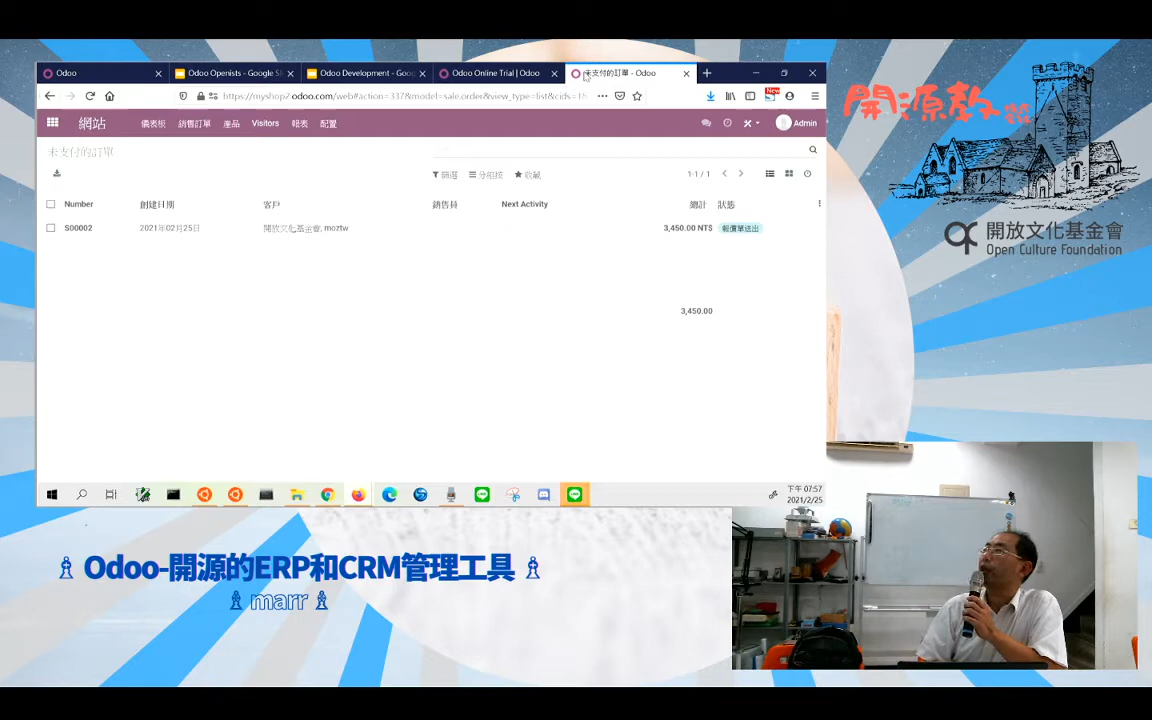 Odoo
Odoo Openists - Google Sl
Odoo Development - Goo
Odoo Online Trial | Odoo
未支付的訂單 - Odoo
https://myshop2.odoo.com/web#action=337&model=sale.order&view_type=list&cids=1
New
網站
儀表板
銷售訂單
產品
Visitors
報表
配置
Admin
未支付的訂單
篩選
分組按
收藏
1-1 / 1
Number
創建日期
客戶
銷售員
Next Activity
總計
狀態
S00002
2021年02月25日
開放文化基金會, moztw
3,450.00 NT$
報價單送出
3,450.00
下午 07:57
2021/2/25
開源教
開放文化基金會
Open Culture Foundation
Odoo-開源的ERP和CRM管理工具
marr